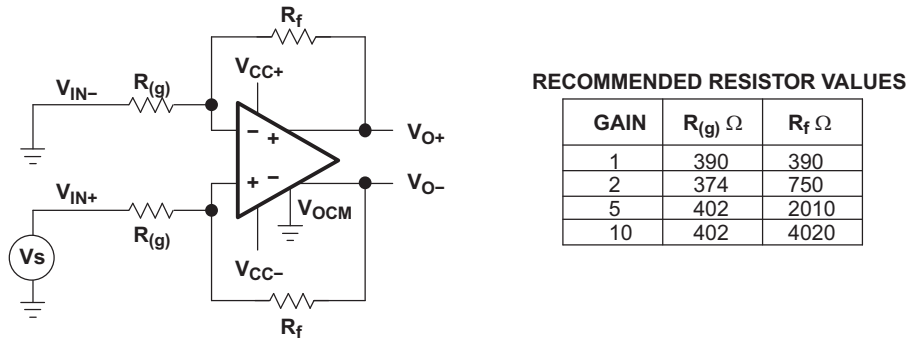 Rf
VCC+
VIN−
R(g)
VO+
− +
+ −
VO−
VIN+
VOCM
R(g)
Vs
VCC−
Rf
RECOMMENDED RESISTOR VALUES
GAIN R(g) Ω Rf Ω
1 390 390
2 374 750
5 402 2010
10 402 4020